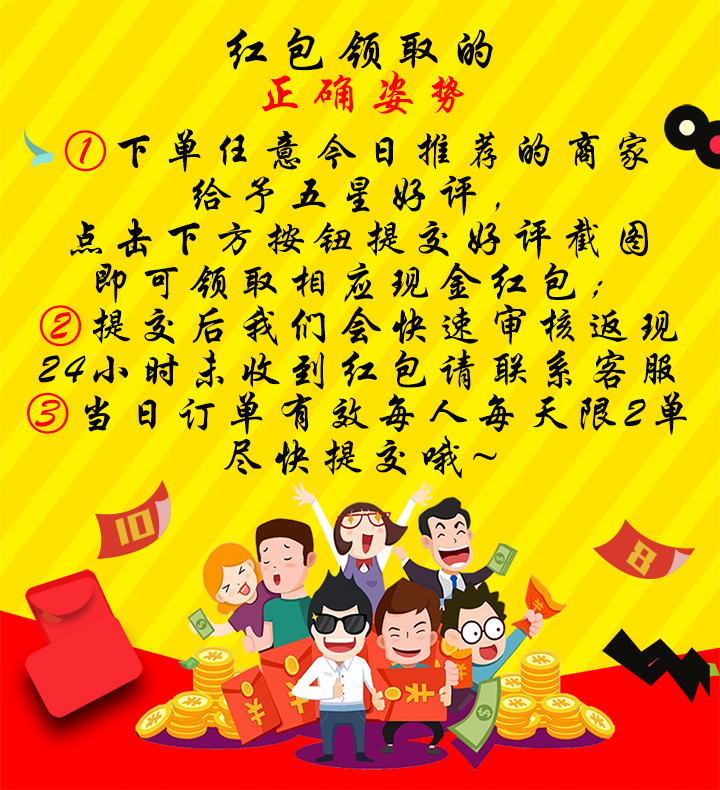 红包领取的
正确姿势
①下单任意今日推荐的商家
给予五星好评，
点击下方按钮提交好评截图
即可领取相应现金红包；
②提交后我们会快速审核返现
24小时未收到红包请联系客服
③当日订单有效每人每天限2单
尽快提交哦~
10
8